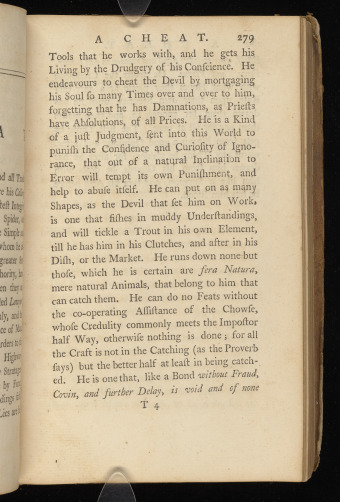 A CHEAT. 279
Tools that he works with, and he gets his
Living by the Drudgery of his Conſcience. He
endeavours to cheat the Devil by mortgaging
his Soul ſo many Times over and over to him,
forgetting that he has Damnations, as Prieſts
have Abſolutions, of all Prices. He is a Kind
of a juſt Judgment, ſent into this World to
puniſh the Confidence and Curioſity of Igno-
rance, that out of a natural Inclination to
Error will tempt its own Puniſhment, and
help to abuſe itſelf. He can put on as many
Shapes, as the Devil that ſet him on Work,
is one that fiſhes in muddy Underſtandings,
and will tickle a Trout in his own Element,
till he has him in his Clutches, and after in his
Diſh, or the Market. He runs down none but
thoſe, which he is certain are fera Natura,
mere natural Animals, that belong to him that
can catch them. He can do no Feats without
the co-operating Aſſiſtance of the Chowſe,
whoſe Credulity commonly meets the Impoſtor
half Way, otherwiſe nothing is done; for all
the Craft is not in the Catching (as the Proverb
ſays) but the better half at leaſt in being catch-
ed. He is one that, like a Bond without Fraud,
Covin, and further Delay, is void and of none
T 4